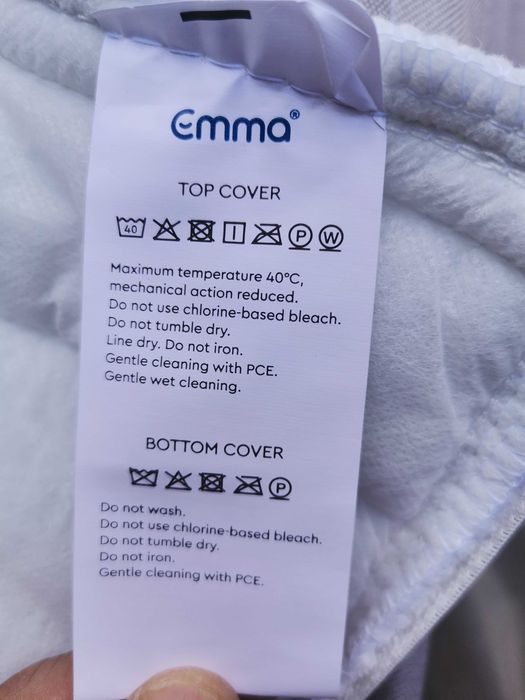 emma®
TOP COVER
40 P W
Maximum temperature 40°C,
mechanical action reduced.
Do not use chlorine-based bleach.
Do not tumble dry.
Line dry. Do not iron.
Gentle cleaning with PCE.
Gentle wet cleaning.
BOTTOM COVER
P
Do not wash.
Do not use chlorine-based bleach.
Do not tumble dry.
Do not iron.
Gentle cleaning with PCE.